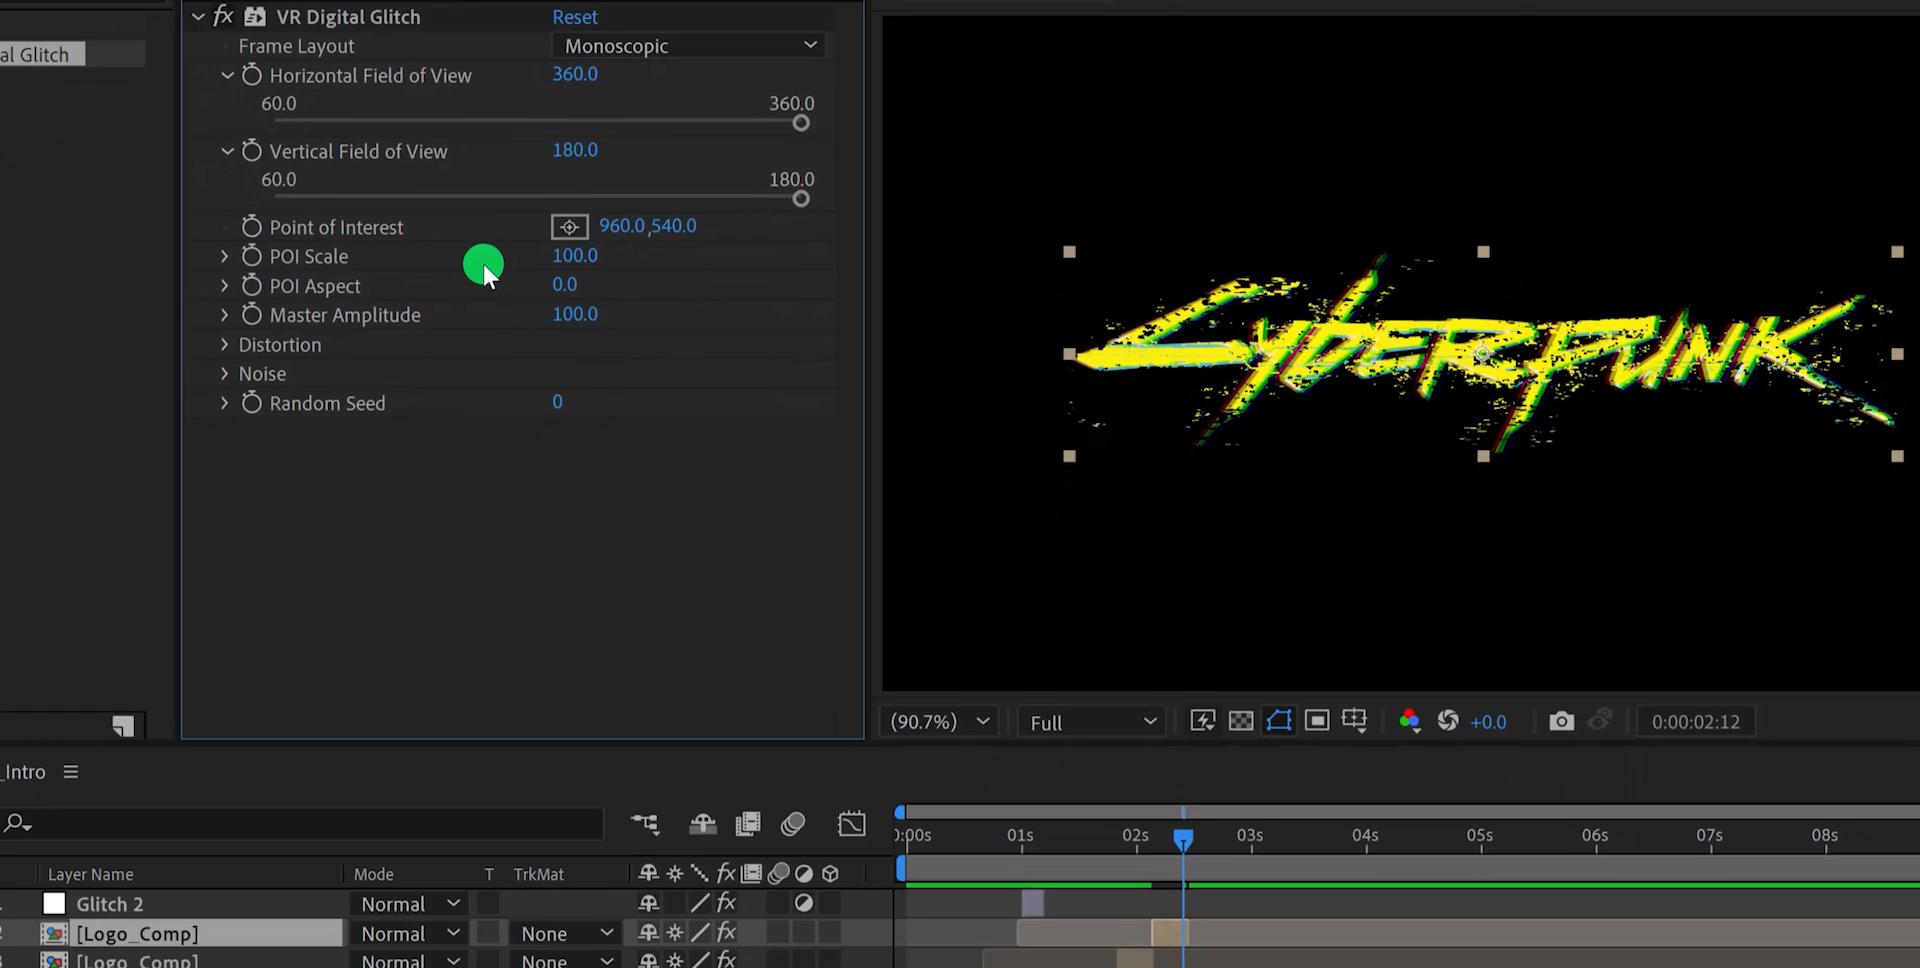 VR Digital Glitch Reset
al Glitch
Frame Layout Monoscopic
Horizontal Field of View 360.0
60.0 360.0
Vertical Field of View 180.0
60.0 180.0
Point of Interest 960.0,540.0
POI Scale 100.0
POI Aspect 0.0
Master Amplitude 100.0
Distortion
Noise
Random Seed 0
CYBERPUNK
(90.7%) Full +0.0 0:00:02:12
_Intro
0:00s 01s 02s 03s 04s 05s 06s 07s 08s
Layer Name Mode T TrkMat
Glitch 2 Normal
2 [Logo_Comp] Normal None
3 [Logo_Comp] Normal None